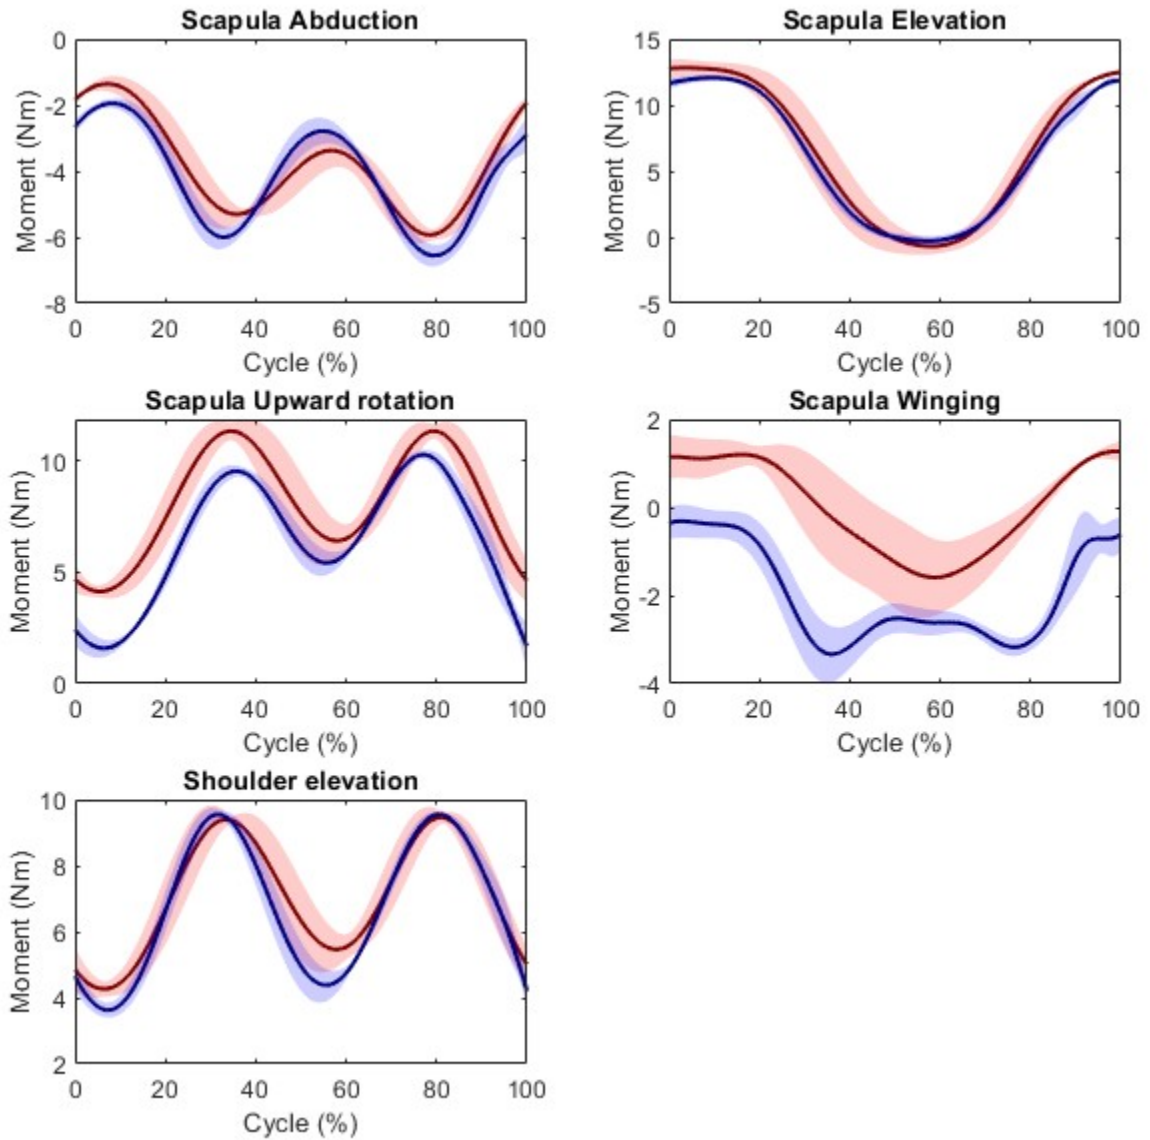 Scapula Abduction
0
-2
-4
-6
-8
Moment (Nm)
0 20 40 60 80 100
Cycle (%)
Scapula Elevation
15
10
5
0
-5
Moment (Nm)
0 20 40 60 80 100
Cycle (%)
Scapula Upward rotation
10
5
0
Moment (Nm)
0 20 40 60 80 100
Cycle (%)
Scapula Winging
2
0
-2
-4
Moment (Nm)
0 20 40 60 80 100
Cycle (%)
Shoulder elevation
10
8
6
4
2
Moment (Nm)
0 20 40 60 80 100
Cycle (%)